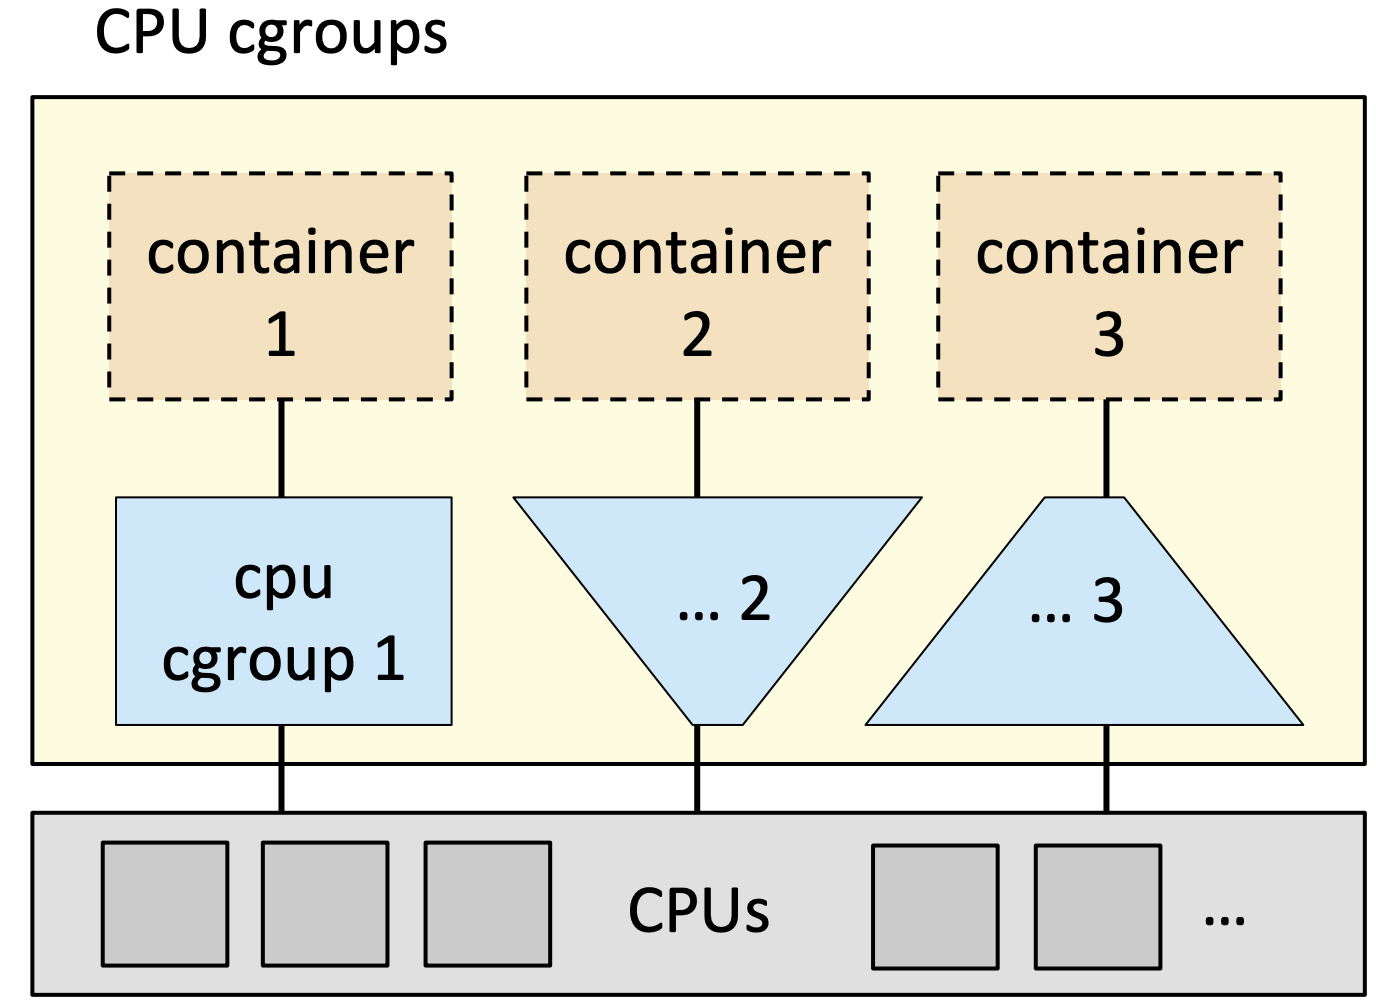 CPU cgroups
container
1
container
2
container
3
cpu
cgroup 1
... 2
... 3
CPUs
...